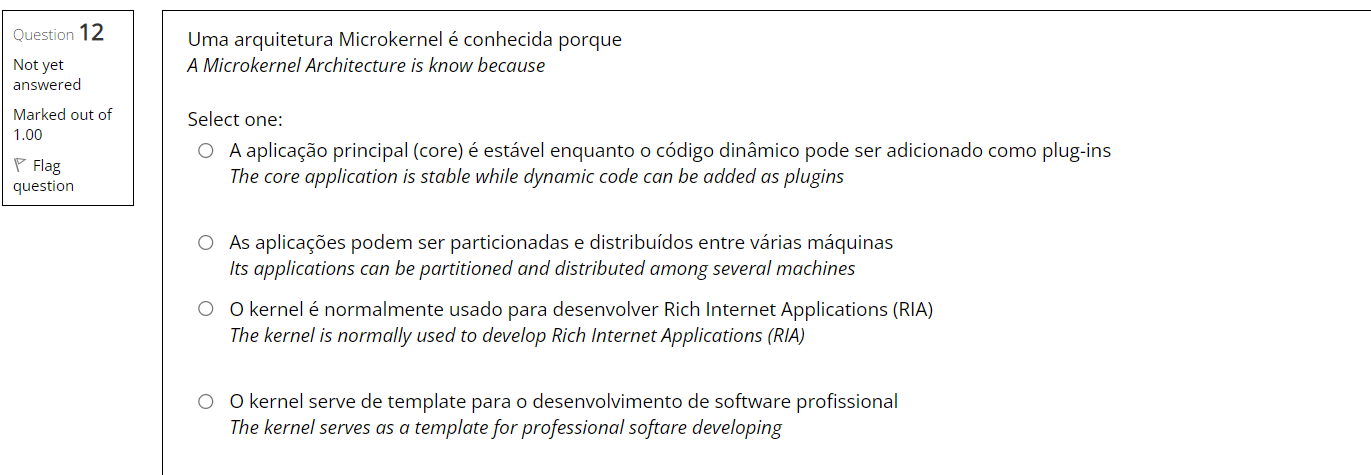 Question 12
Not yet
answered
Marked out of
1.00
Flag
question
Uma arquitetura Microkernel é conhecida porque
A Microkernel Architecture is know because
Select one:
A aplicação principal (core) é estável enquanto o código dinâmico pode ser adicionado como plug-ins
The core application is stable while dynamic code can be added as plugins
As aplicações podem ser particionadas e distribuídos entre várias máquinas
Its applications can be partitioned and distributed among several machines
O kernel é normalmente usado para desenvolver Rich Internet Applications (RIA)
The kernel is normally used to develop Rich Internet Applications (RIA)
O kernel serve de template para o desenvolvimento de software profissional
The kernel serves as a template for professional softare developing